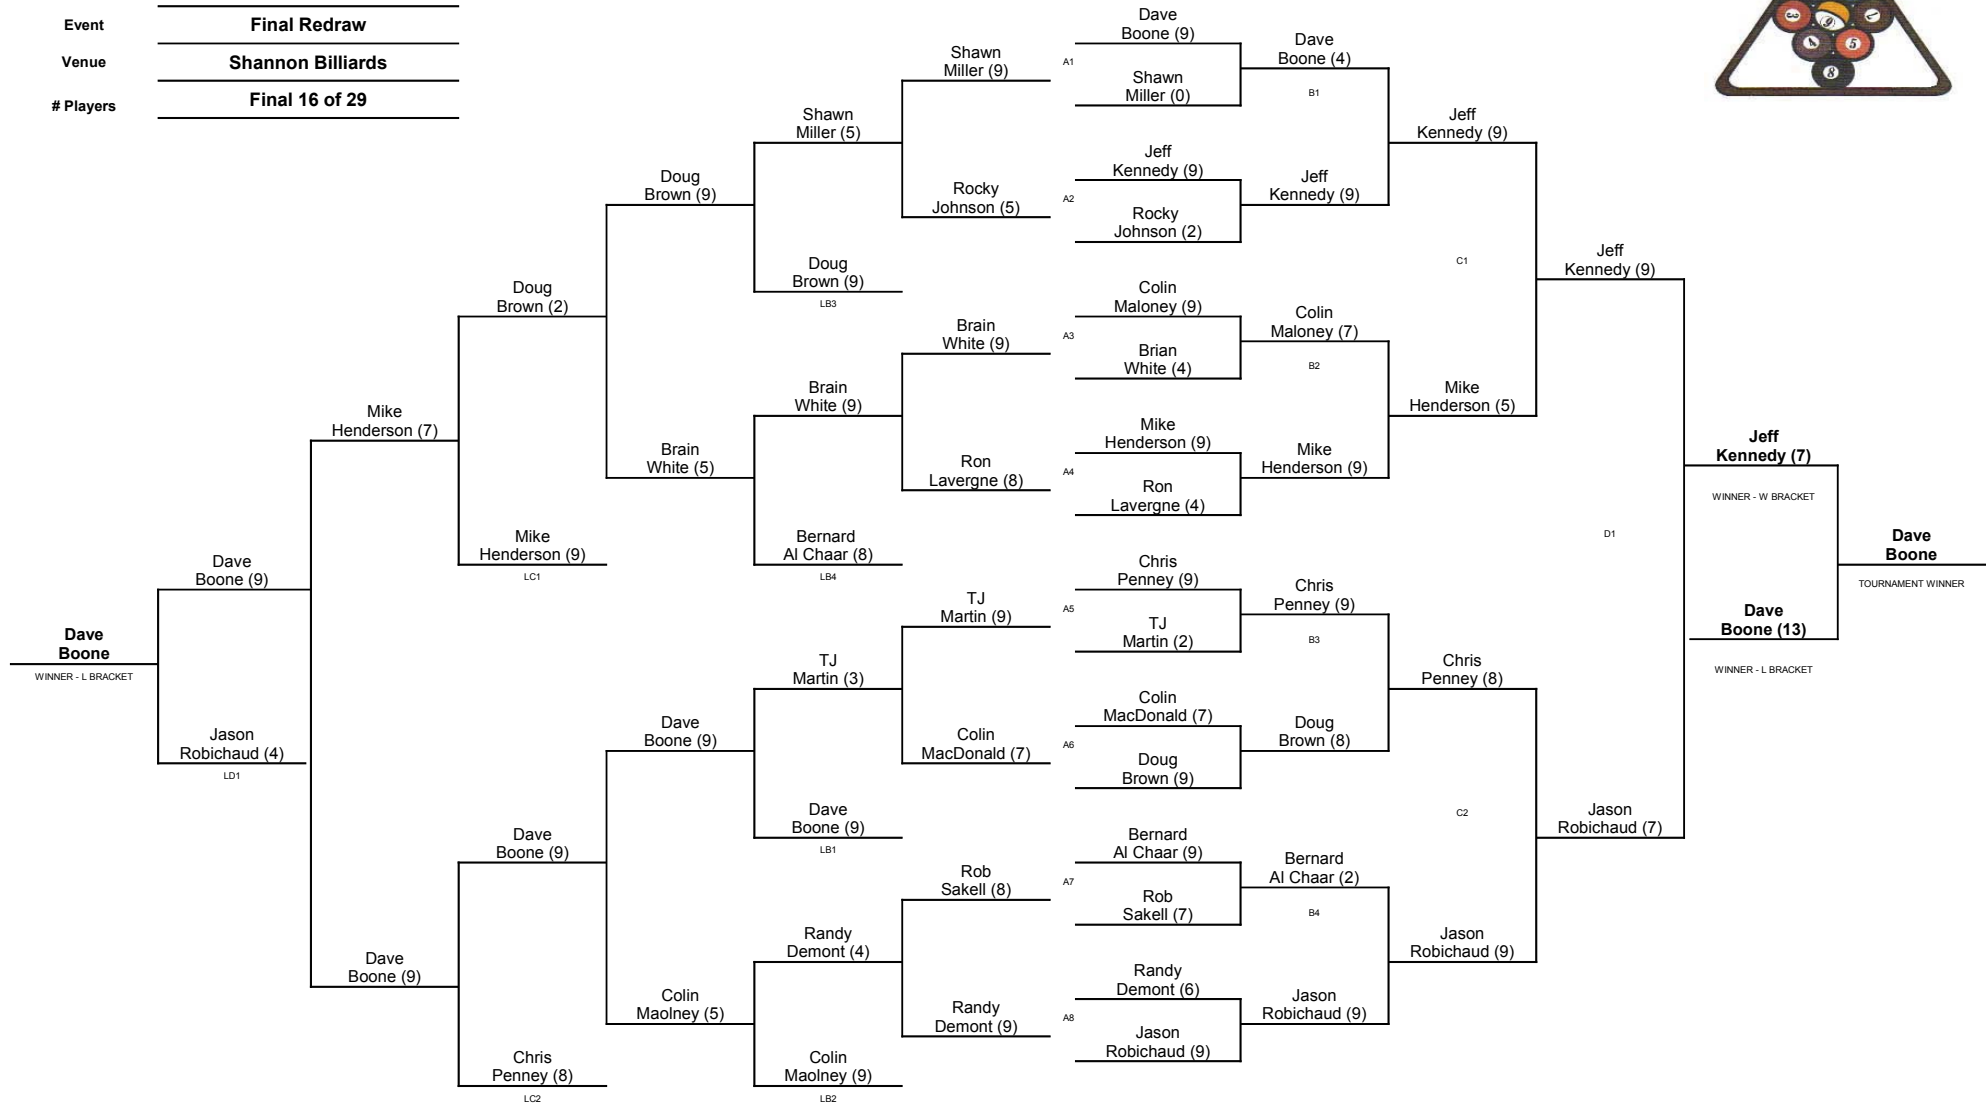 Event
Final Redraw
Venue
Shannon Billiards
# Players
Final 16 of 29
Dave
Boone
WINNER - L BRACKET
Dave
Boone (9)
Jason
Robichaud (4)
LD1
Mike
Henderson (7)
Dave
Boone (9)
Doug
Brown (2)
Mike
Henderson (9)
LC1
Dave
Boone (9)
Chris
Penney (8)
LC2
Doug
Brown (9)
Brain
White (5)
Dave
Boone (9)
Colin
Maolney (5)
Shawn
Miller (5)
Doug
Brown (9)
LB3
Brain
White (9)
Bernard
Al Chaar (8)
LB4
TJ
Martin (3)
Dave
Boone (9)
LB1
Randy
Demont (4)
Colin
Maolney (9)
LB2
Shawn
Miller (9)
Rocky
Johnson (5)
Brain
White (9)
Ron
Lavergne (8)
TJ
Martin (9)
Colin
MacDonald (7)
Rob
Sakell (8)
Randy
Demont (9)
Dave
Boone (9)
A1
Shawn
Miller (0)
Jeff
Kennedy (9)
A2
Rocky
Johnson (2)
Colin
Maloney (9)
A3
Brian
White (4)
Mike
Henderson (9)
A4
Ron
Lavergne (4)
Chris
Penney (9)
A5
TJ
Martin (2)
Colin
MacDonald (7)
A6
Doug
Brown (9)
Bernard
Al Chaar (9)
A7
Rob
Sakell (7)
Randy
Demont (6)
A8
Jason
Robichaud (9)
Dave
Boone (4)
B1
Jeff
Kennedy (9)
Colin
Maloney (7)
B2
Mike
Henderson (9)
Chris
Penney (9)
B3
Doug
Brown (8)
Bernard
Al Chaar (2)
B4
Jason
Robichaud (9)
Jeff
Kennedy (9)
C1
Mike
Henderson (5)
Chris
Penney (8)
C2
Jason
Robichaud (9)
Jeff
Kennedy (9)
D1
Jason
Robichaud (7)
Jeff
Kennedy (7)
WINNER - W BRACKET
Dave
Boone (13)
WINNER - L BRACKET
Dave
Boone
TOURNAMENT WINNER
3
9
1
4
5
8